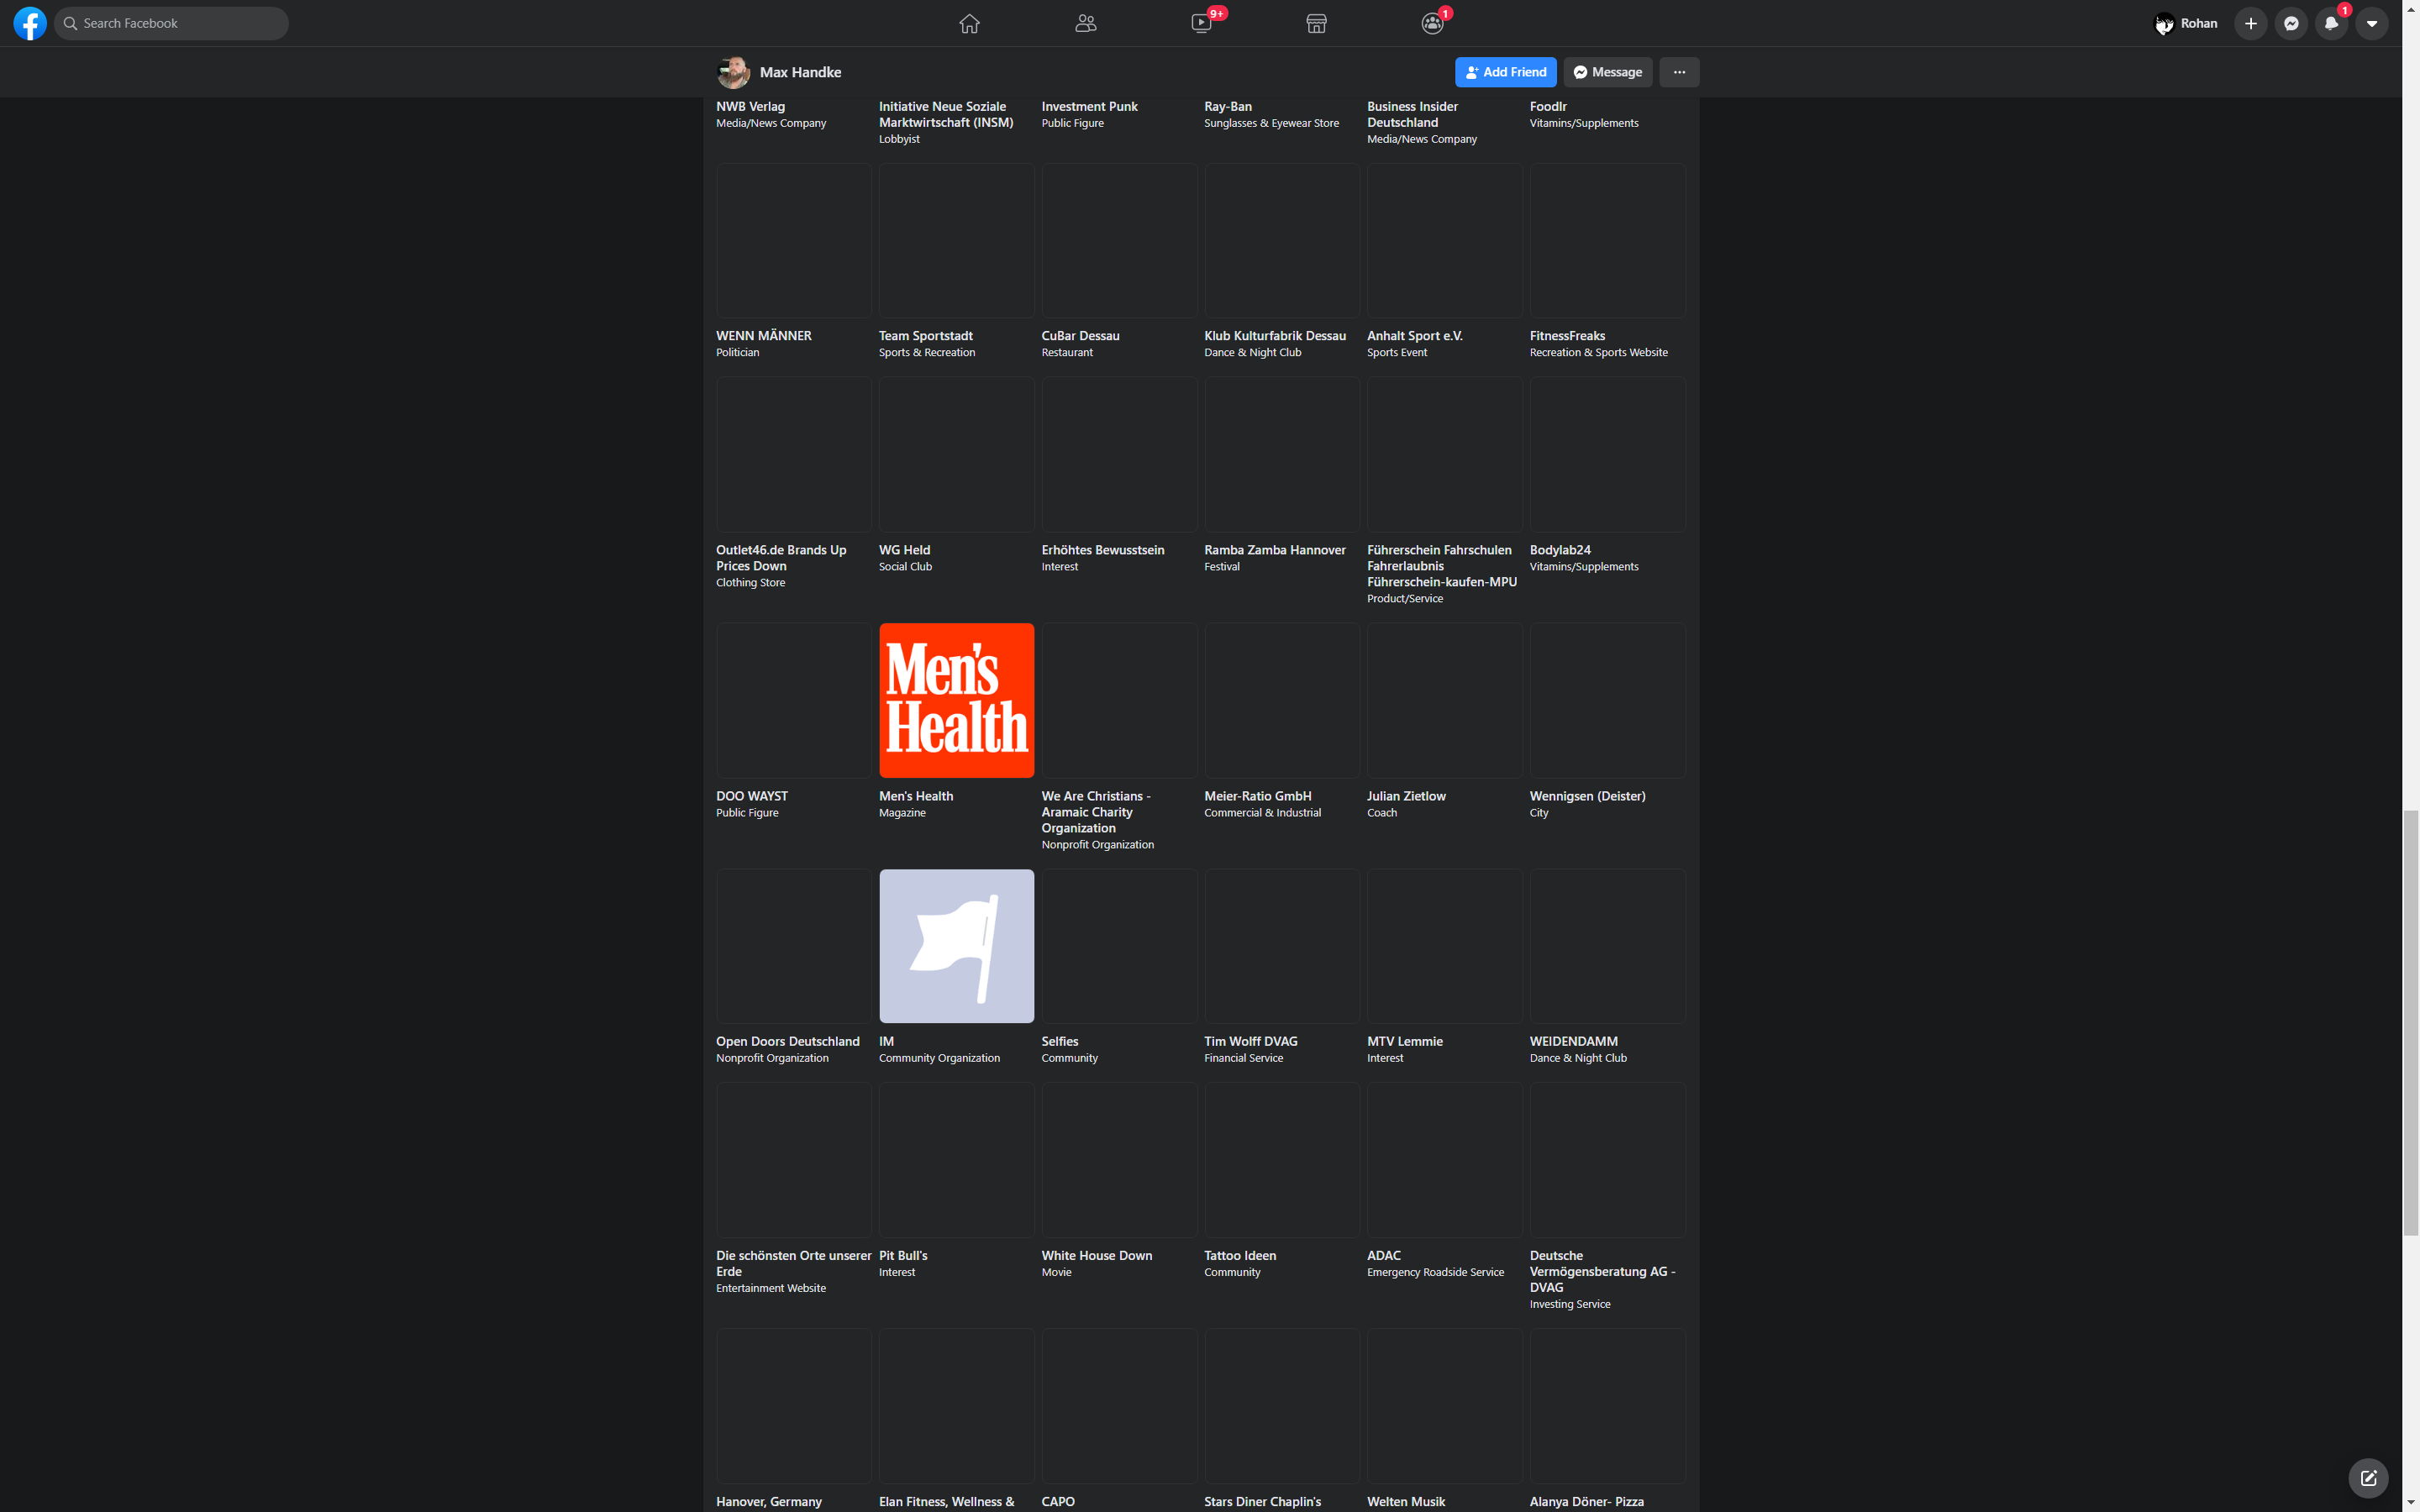 Search Facebook
9+
1
Rohan
1
Max Handke
Add Friend
Message
NWB Verlag
Media/News Company
Initiative Neue Soziale
Marktwirtschaft (INSM)
Lobbyist
Investment Punk
Public Figure
Ray-Ban
Sunglasses & Eyewear Store
Business Insider
Deutschland
Media/News Company
Foodlr
Vitamins/Supplements
WENN MÄNNER
Politician
Team Sportstadt
Sports & Recreation
CuBar Dessau
Restaurant
Klub Kulturfabrik Dessau
Dance & Night Club
Anhalt Sport e.V.
Sports Event
FitnessFreaks
Recreation & Sports Website
Outlet46.de Brands Up
Prices Down
Clothing Store
WG Held
Social Club
Erhöhtes Bewusstsein
Interest
Ramba Zamba Hannover
Festival
Führerschein Fahrschulen
Fahrerlaubnis
Führerschein-kaufen-MPU
Product/Service
Bodylab24
Vitamins/Supplements
DOO WAYST
Public Figure
Men's
Health
Men's Health
Magazine
We Are Christians -
Aramaic Charity
Organization
Nonprofit Organization
Meier-Ratio GmbH
Commercial & Industrial
Julian Zietlow
Coach
Wennigsen (Deister)
City
Open Doors Deutschland
Nonprofit Organization
IM
Community Organization
Selfies
Community
Tim Wolff DVAG
Financial Service
MTV Lemmie
Interest
WEIDENDAMM
Dance & Night Club
Die schönsten Orte unserer
Erde
Entertainment Website
Pit Bull's
Interest
White House Down
Movie
Tattoo Ideen
Community
ADAC
Emergency Roadside Service
Deutsche
Vermögensberatung AG -
DVAG
Investing Service
Hanover, Germany
Elan Fitness, Wellness &
CAPO
Stars Diner Chaplin's
Welten Musik
Alanya Döner- Pizza